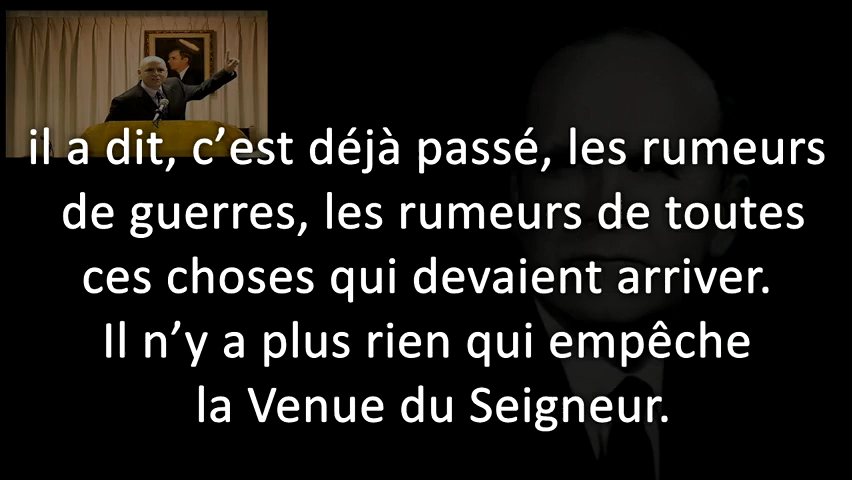 il a dit, c’est déjà passé, les rumeurs
de guerres, les rumeurs de toutes
ces choses qui devaient arriver.
Il n’y a plus rien qui empêche
la Venue du Seigneur.